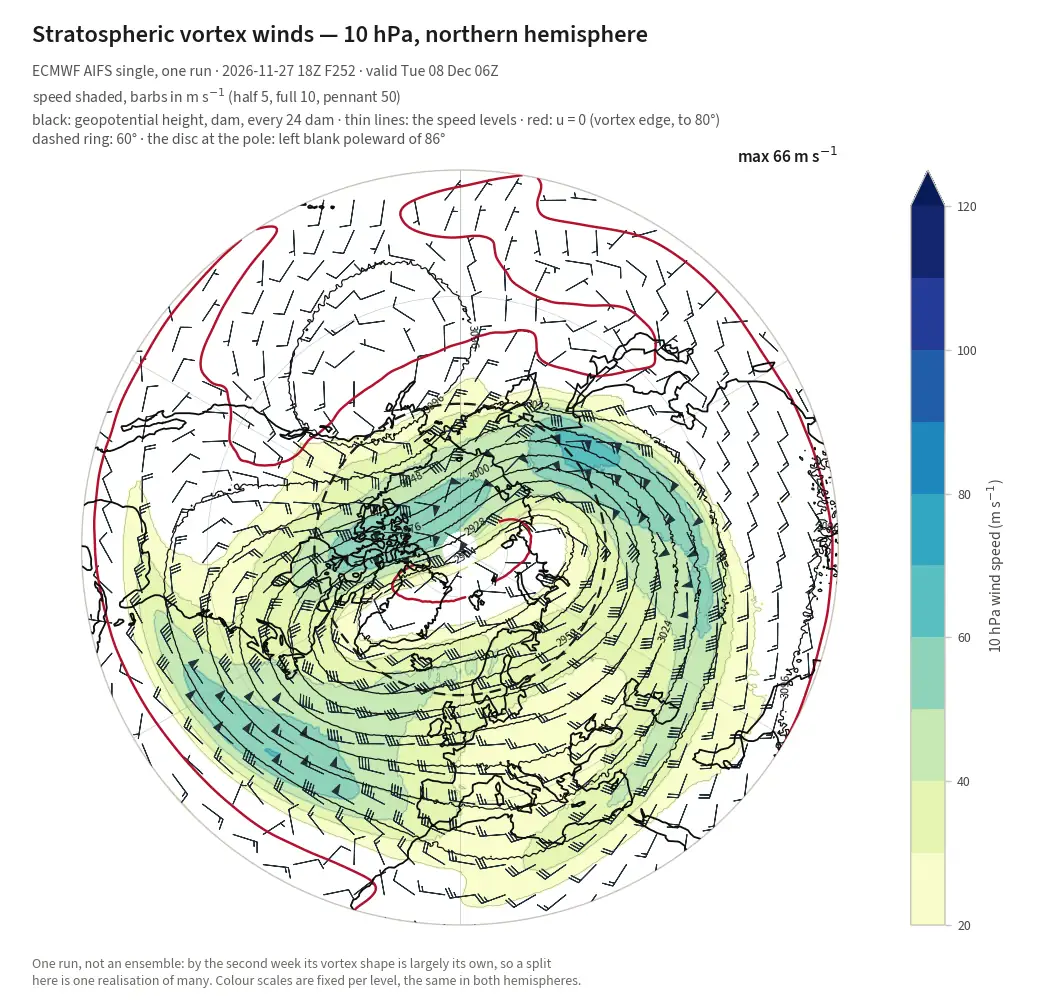 Stratospheric vortex winds — 10 hPa, northern hemisphere
ECMWF AIFS single, one run · 2026-11-27 18Z F252 · valid Tue 08 Dec 06Z
speed shaded, barbs in m s⁻¹ (half 5, full 10, pennant 50)
black: geopotential height, dam, every 24 dam · thin lines: the speed levels · red: u = 0 (vortex edge, to 80°)
dashed ring: 60° · the disc at the pole: left blank poleward of 86°
max 66 m s⁻¹
120
100
80
60
40
20
10 hPa wind speed (m s⁻¹)
3096
3000
2928
3024
3096
One run, not an ensemble: by the second week its vortex shape is largely its own, so a split
here is one realisation of many. Colour scales are fixed per level, the same in both hemispheres.